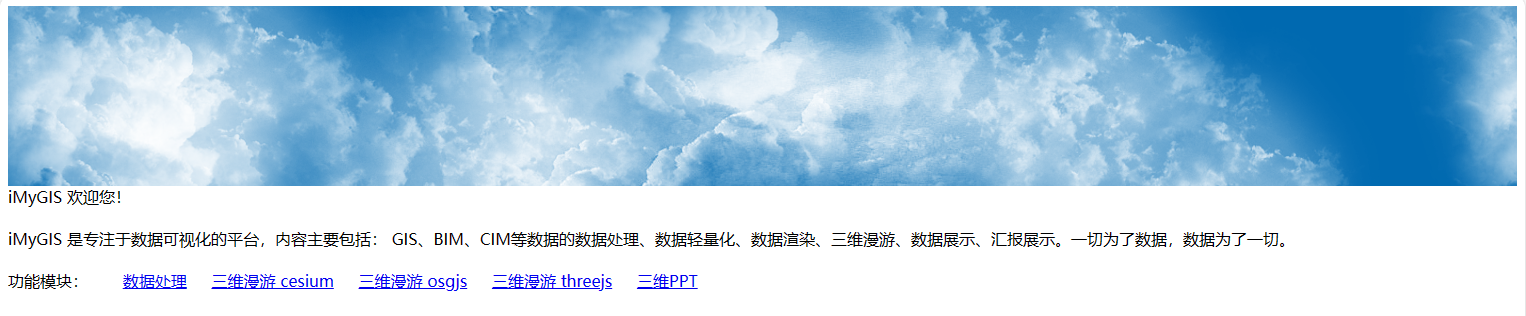 iMyGIS 欢迎您!
iMyGIS 是专注于数据可视化的平台，内容主要包括： GIS、BIM、CIM等数据的数据处理、数据轻量化、数据渲染、三维漫游、数据展示、汇报展示。一切为了数据，数据为了一切。
功能模块： 数据处理 三维漫游 cesium 三维漫游 osgjs 三维漫游 threejs 三维PPT